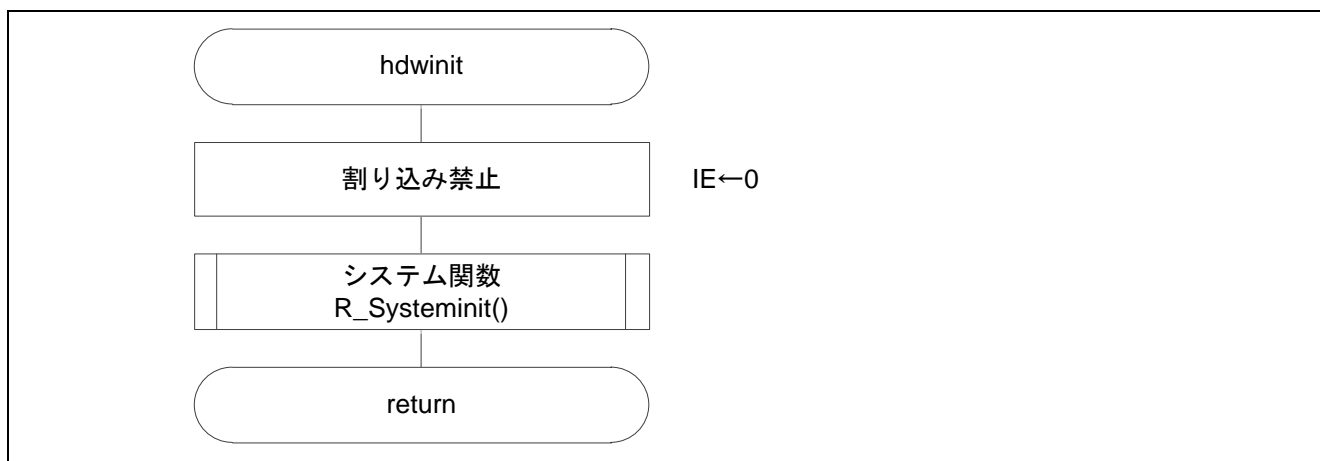 hdwinit
割り込み禁止
IE←0
システム関数
R_Systeminit()
return